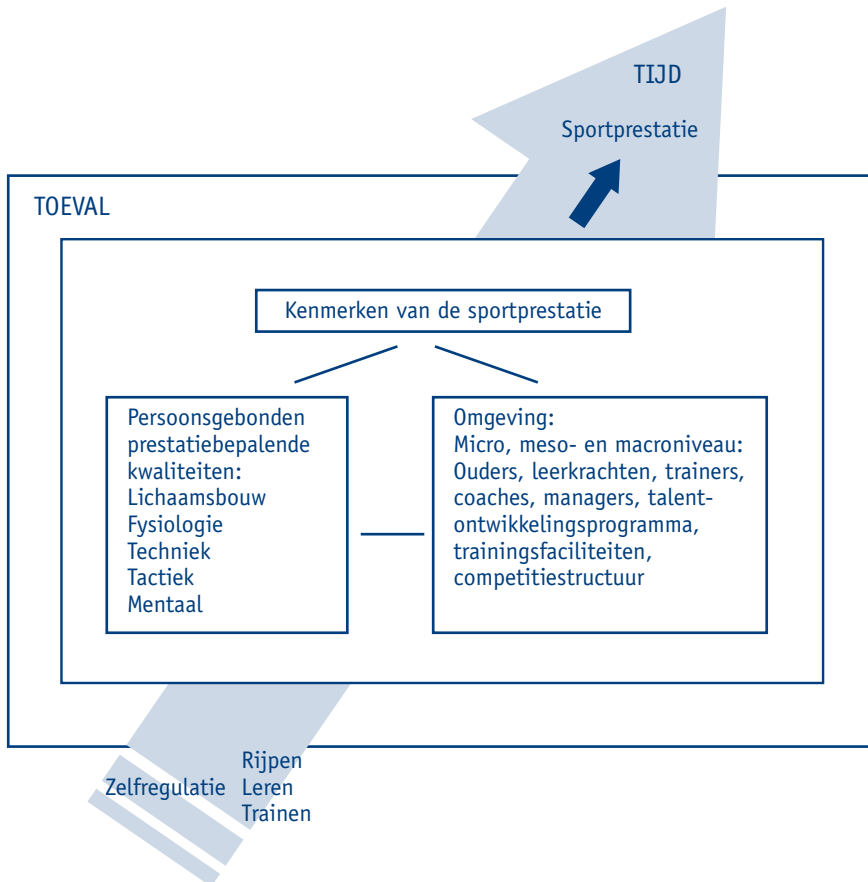 TIJD
Sportprestatie
TOEVAL
Kenmerken van de sportprestatie
Persoonsgebonden
prestatiebepalende
kwaliteiten:
Lichaamsbouw
Fysiologie
Techniek
Tactiek
Mentaal
Omgeving:
Micro, meso- en macroniveau:
Ouders, leerkrachten, trainers,
coaches, managers, talent-
ontwikkelingsprogramma,
trainingsfaciliteiten,
competitiestructuur
Zelfregulatie
Rijpen
Leren
Trainen